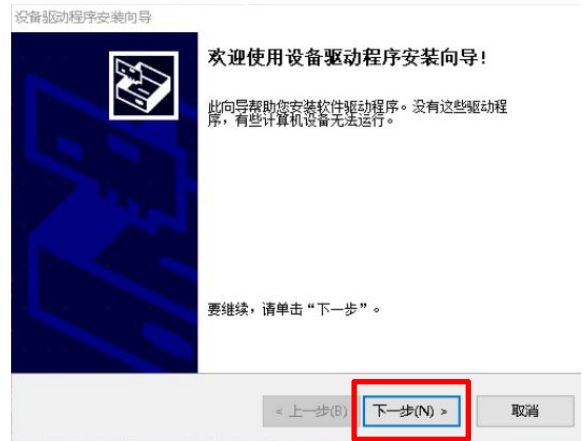 设备驱动程序安装向导
欢迎使用设备驱动程序安装向导!
此向导帮助您安装软件驱动程序。没有这些驱动程
序，有些计算机设备无法运行。
要继续，请单击“下一步”。
< 上一步(B)
下一步(N) >
取消